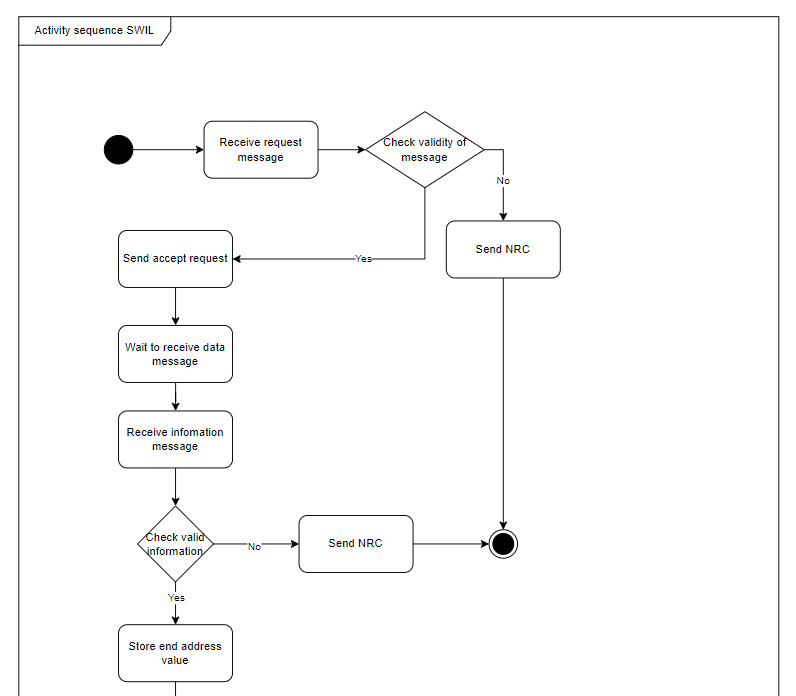 Activity sequence SWIL
Receive request
message
Check validity of
message
No
Send accept request
Yes
Send NRC
Wait to receive data
message
Receive infomation
message
Check valid
information
No
Send NRC
Yes
Store end address
value